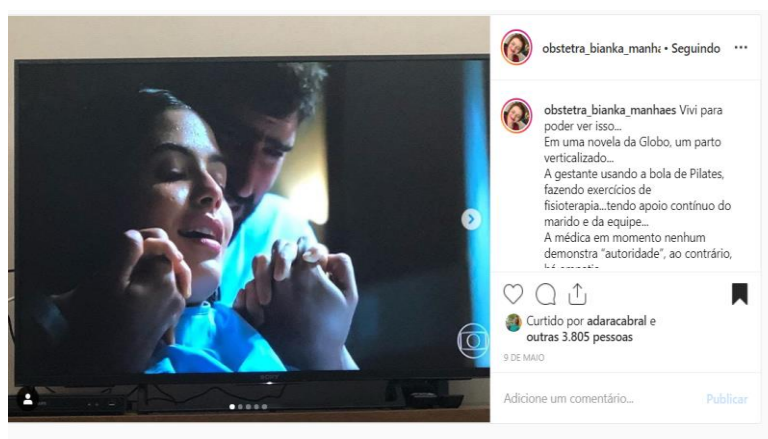 obstetra_bianka_manha • Seguindo
obstetra_bianka_manhaes Vivi para
poder ver isso...
Em uma novela da Globo, um parto
verticalizado...
A gestante usando a bola de Pilates,
fazendo exercícios de
fisioterapia...tendo apoio contínuo do
marido e da equipe...
A médica em momento nenhum
demonstra “autoridade”, ao contrário,
SONY
Curtido por adaracabral e
outras 3.805 pessoas
9 DE MAIO
Adicione um comentário...
Publicar